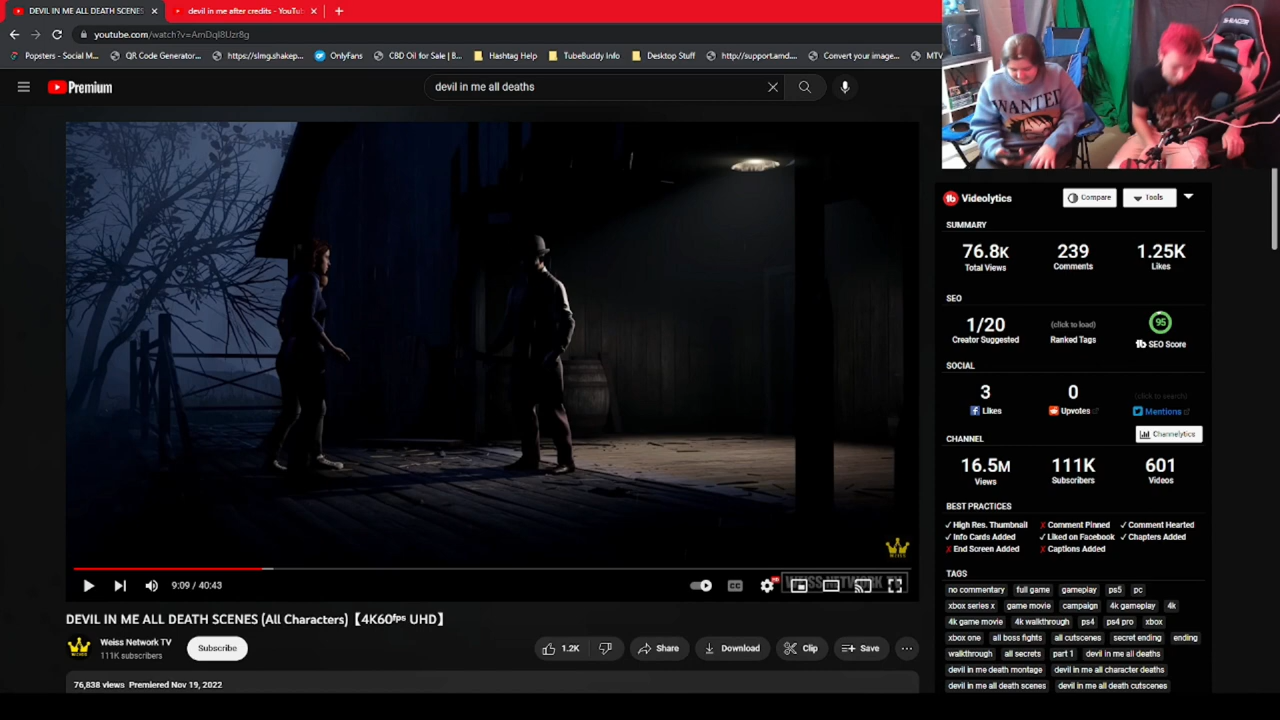 DEVIL IN ME ALL DEATH SCENES
devil in me after credits - YouTu
youtube.com/watch?v=AmDqI8Uzr8g
Popsters - Social M...
QR Code Generator...
https://slmg.shakep...
OnlyFans
CBD Oil for Sale | B...
Hashtag Help
TubeBuddy Info
Desktop Stuff
http://support.amd...
Convert your image...
MTV
Premium
devil in me all deaths
WANTED
Videolytics
Compare
Tools
SUMMARY
76.8K 239 1.25K
Total Views Comments Likes
SEO
1/20 (click to load) 95
Creator Suggested Ranked Tags tb SEO Score
SOCIAL
3 0 (click to search)
Likes Upvotes Mentions
CHANNEL Channelytics
16.5M 111K 601
Views Subscribers Videos
BEST PRACTICES
✓ High Res. Thumbnail ✗ Comment Pinned ✓ Comment Hearted
✓ Info Cards Added ✓ Liked on Facebook ✓ Chapters Added
✗ End Screen Added ✗ Captions Added
TAGS
no commentary full game gameplay ps5 pc
xbox series x game movie campaign 4k gameplay 4k
4k game movie 4k walkthrough ps4 ps4 pro xbox
xbox one all boss fights all cutscenes secret ending ending
walkthrough all secrets part 1 devil in me all deaths
devil in me death montage devil in me all character deaths
devil in me all death scenes devil in me all death cutscenes
9:09 / 40:43
WEISS NETWORK TV
DEVIL IN ME ALL DEATH SCENES (All Characters)【4K60ᶠᵖˢ UHD】
Weiss Network TV
111K subscribers
Subscribe
1.2K
Share
Download
Clip
Save
76,838 views Premiered Nov 19, 2022